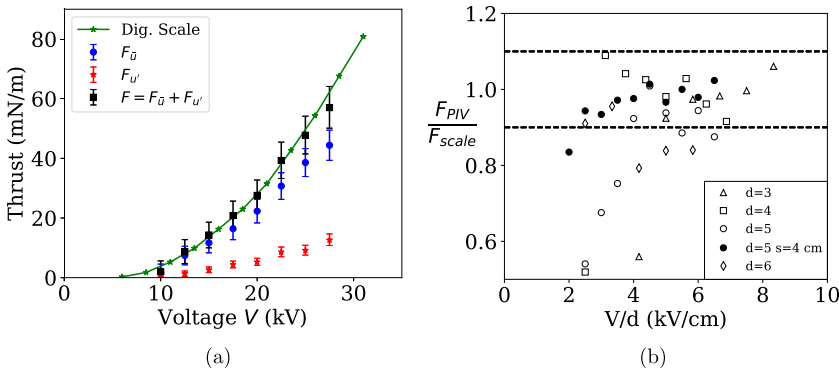 80
60
40
20
0
Thrust (mN/m)
Dig. Scale
F_ū
F_u′
F = F_ū + F_u′
0 10 20 30
Voltage V (kV)
(a)
F_PIV
F_scale
1.2
1.0
0.8
0.6
d=3
d=4
d=5
d=5 s=4 cm
d=6
0 2 4 6 8 10
V/d (kV/cm)
(b)